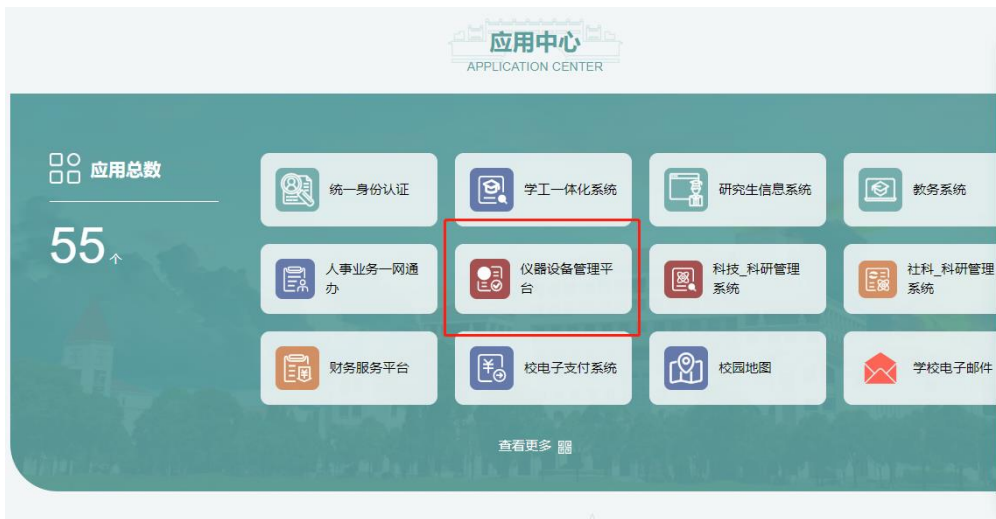 应用中心
APPLICATION CENTER
应用总数
55个
统一身份认证
学工一体化系统
研究生信息系统
教务系统
人事业务一网通
办
仪器设备管理平
台
科技_科研管理
系统
社科_科研管理
系统
财务服务平台
校电子支付系统
校园地图
学校电子邮件
查看更多